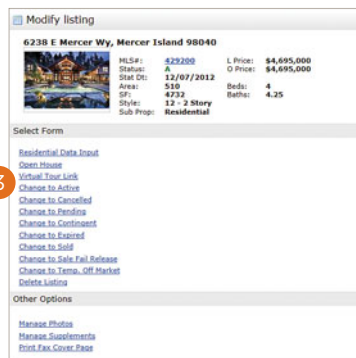 Modify listing
6238 E Mercer Wy, Mercer Island 98040
MLS#: 429200 L Price: $4,695,000
Status: A O Price: $4,695,000
Stat Dt: 12/07/2012
Area: 510 Beds: 4
SF: 4732 Baths: 4.25
Style: 12 - 2 Story
Sub Prop: Residential
Select Form
Residential Data Input
Open House
Virtual Tour Link
3
Change to Active
Change to Cancelled
Change to Pending
Change to Contingent
Change to Expired
Change to Sold
Change to Sale Fail Release
Change to Temp. Off Market
Delete Listing
Other Options
Manage Photos
Manage Supplements
Print Fax Cover Page